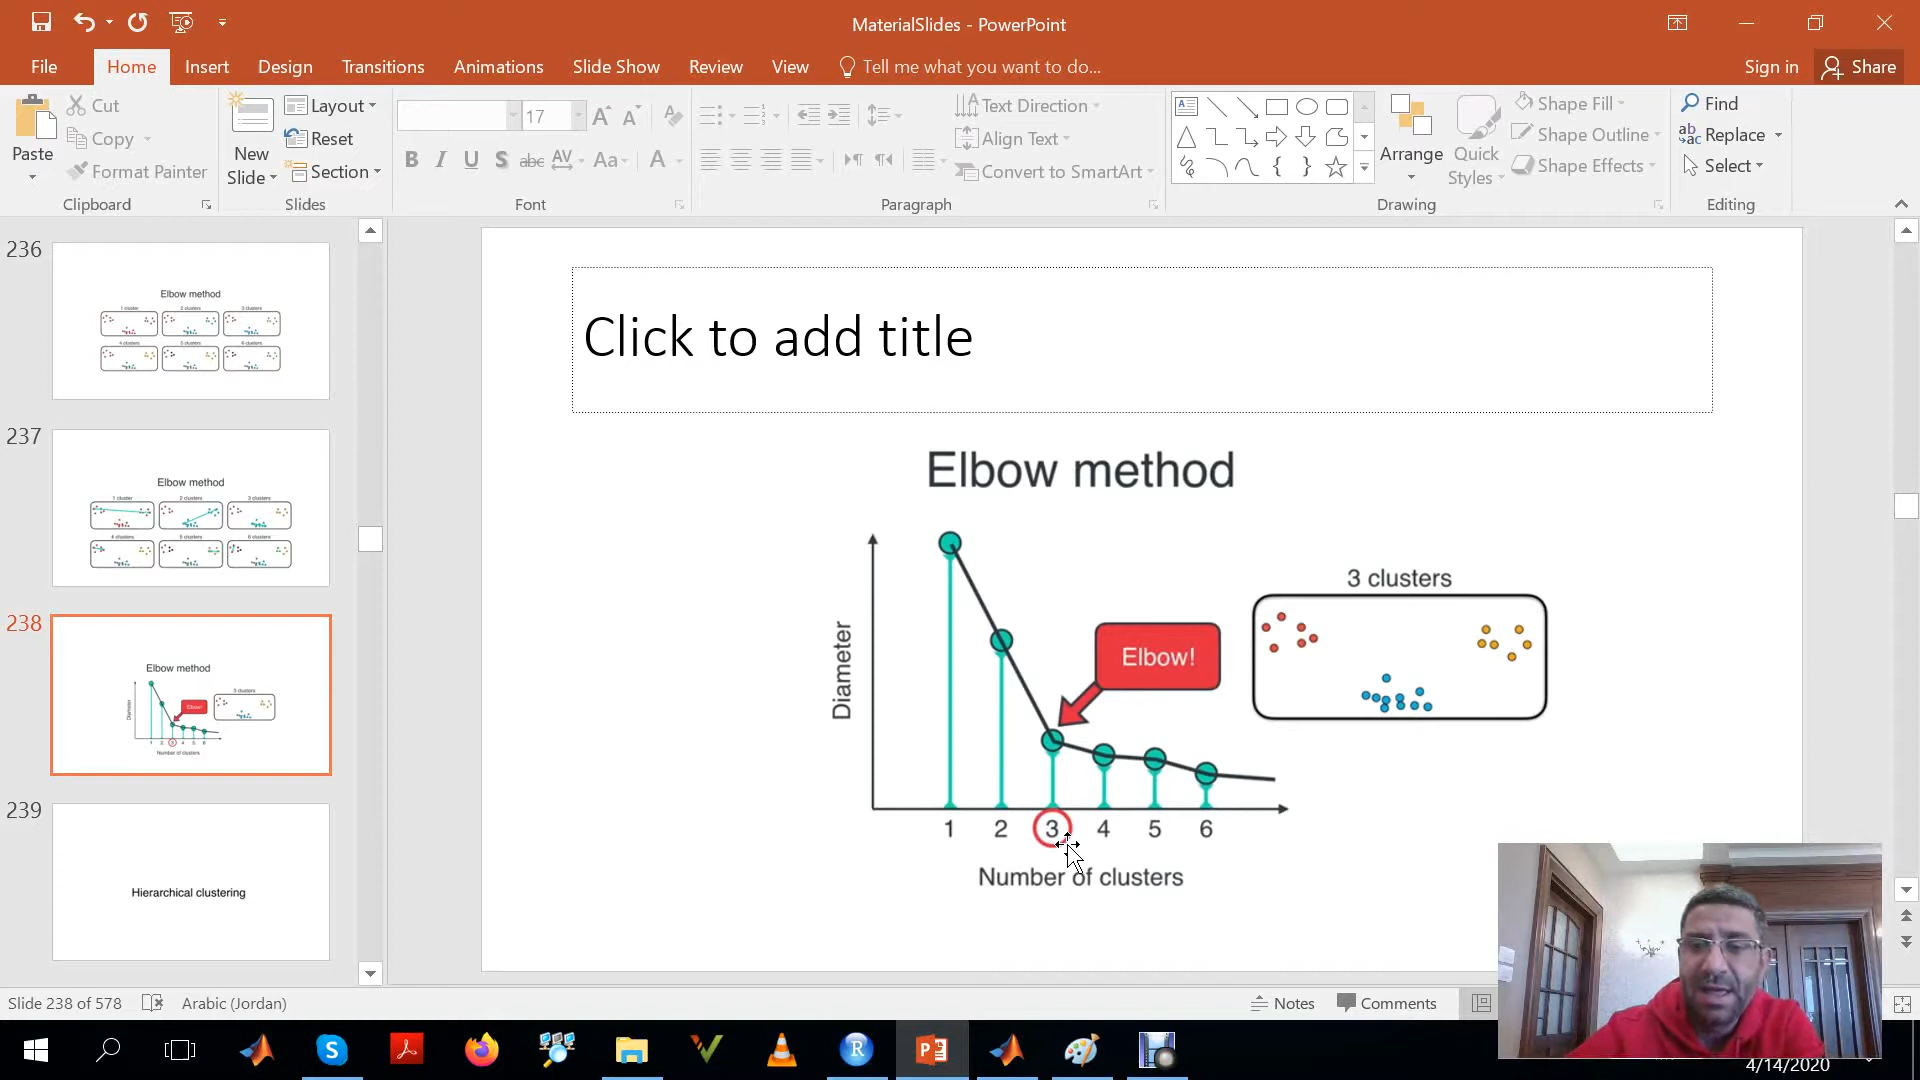 MaterialSlides - PowerPoint
File Home Insert Design Transitions Animations Slide Show Review View Tell me what you want to do... Sign in Share
Paste
Cut
Copy
Format Painter
Clipboard
New Slide
Layout
Reset
Section
Slides
17
B I U S abc AV Aa A
Font
Text Direction
Align Text
Convert to SmartArt
Paragraph
Arrange
Quick Styles
Shape Fill
Shape Outline
Shape Effects
Drawing
Find
Replace
Select
Editing
236
Elbow method
1 cluster 2 clusters 3 clusters
4 clusters 5 clusters 6 clusters
237
Elbow method
1 cluster 2 clusters 3 clusters
4 clusters 5 clusters 6 clusters
238
Elbow method
3 clusters
Elbow!
Diameter
1 2 3 4 5 6
Number of clusters
239
Hierarchical clustering
Click to add title
Elbow method
3 clusters
Elbow!
Diameter
1 2 3 4 5 6
Number of clusters
Slide 238 of 578 Arabic (Jordan) Notes Comments
4/14/2020